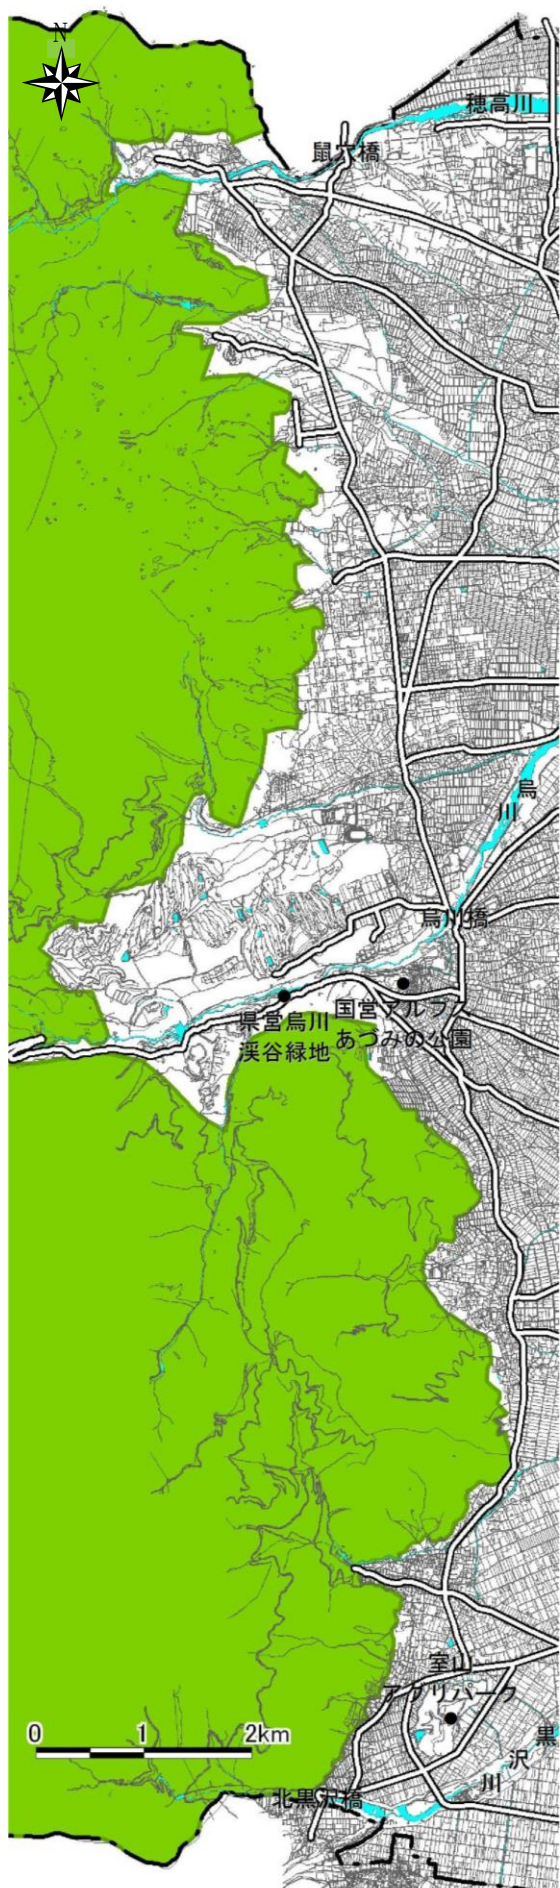 N
穂高川
鼠穴橋
烏川
烏川橋
国営アルプス
あづみの公園
県営烏川
渓谷緑地
室山
アグリパーク
0 1 2km
黒沢川
北黒沢橋